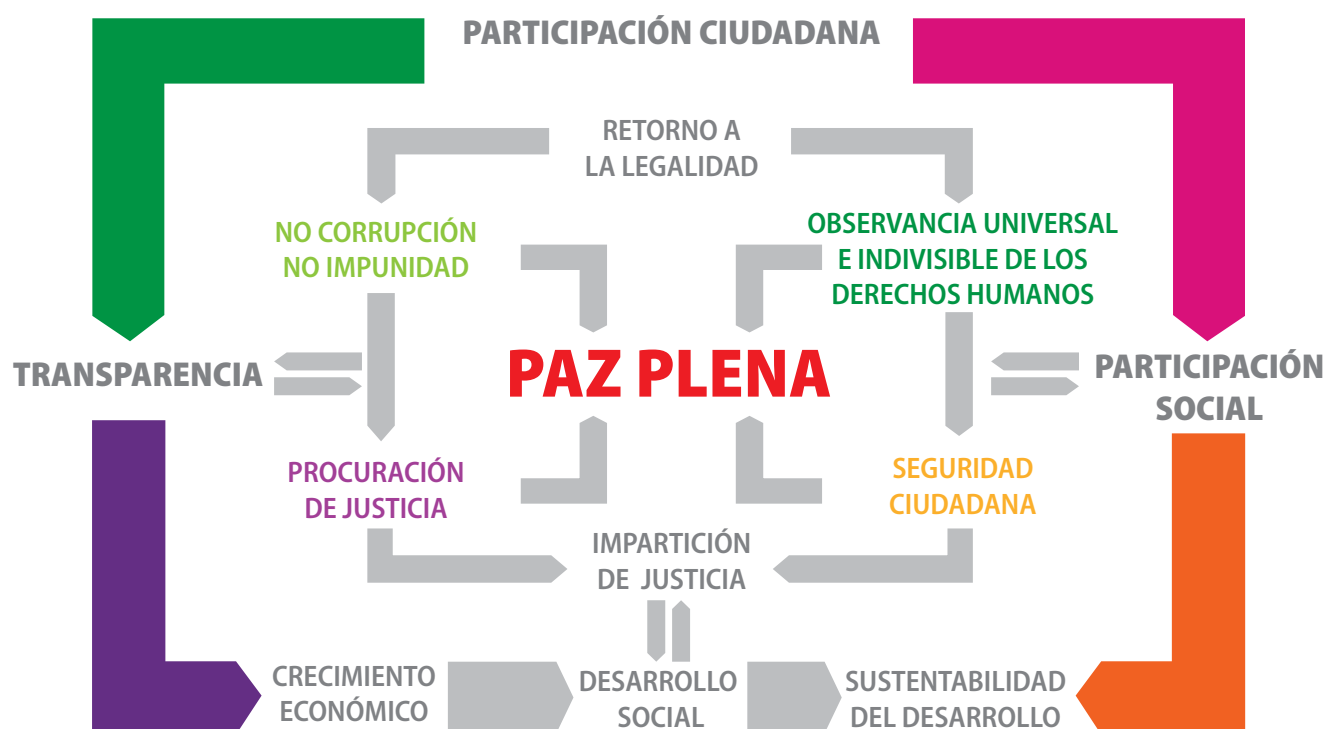 PARTICIPACIÓN CIUDADANA
RETORNO A
LA LEGALIDAD
NO CORRUPCIÓN
NO IMPUNIDAD
OBSERVANCIA UNIVERSAL
E INDIVISIBLE DE LOS
DERECHOS HUMANOS
TRANSPARENCIA
PAZ PLENA
PARTICIPACIÓN
SOCIAL
PROCURACIÓN
DE JUSTICIA
SEGURIDAD
CIUDADANA
IMPARTICIÓN
DE JUSTICIA
CRECIMIENTO
ECONÓMICO
DESARROLLO
SOCIAL
SUSTENTABILIDAD
DEL DESARROLLO